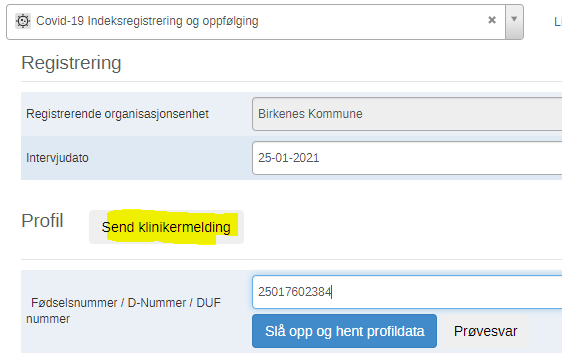 Covid-19 Indeksregistrering og oppfølging
Registrering
Registrerende organisasjonsenhet Birkenes Kommune
Intervjudato 25-01-2021
Profil Send klinikermelding
Fødselsnummer / D-Nummer / DUF nummer 25017602384
Slå opp og hent profildata Prøvesvar